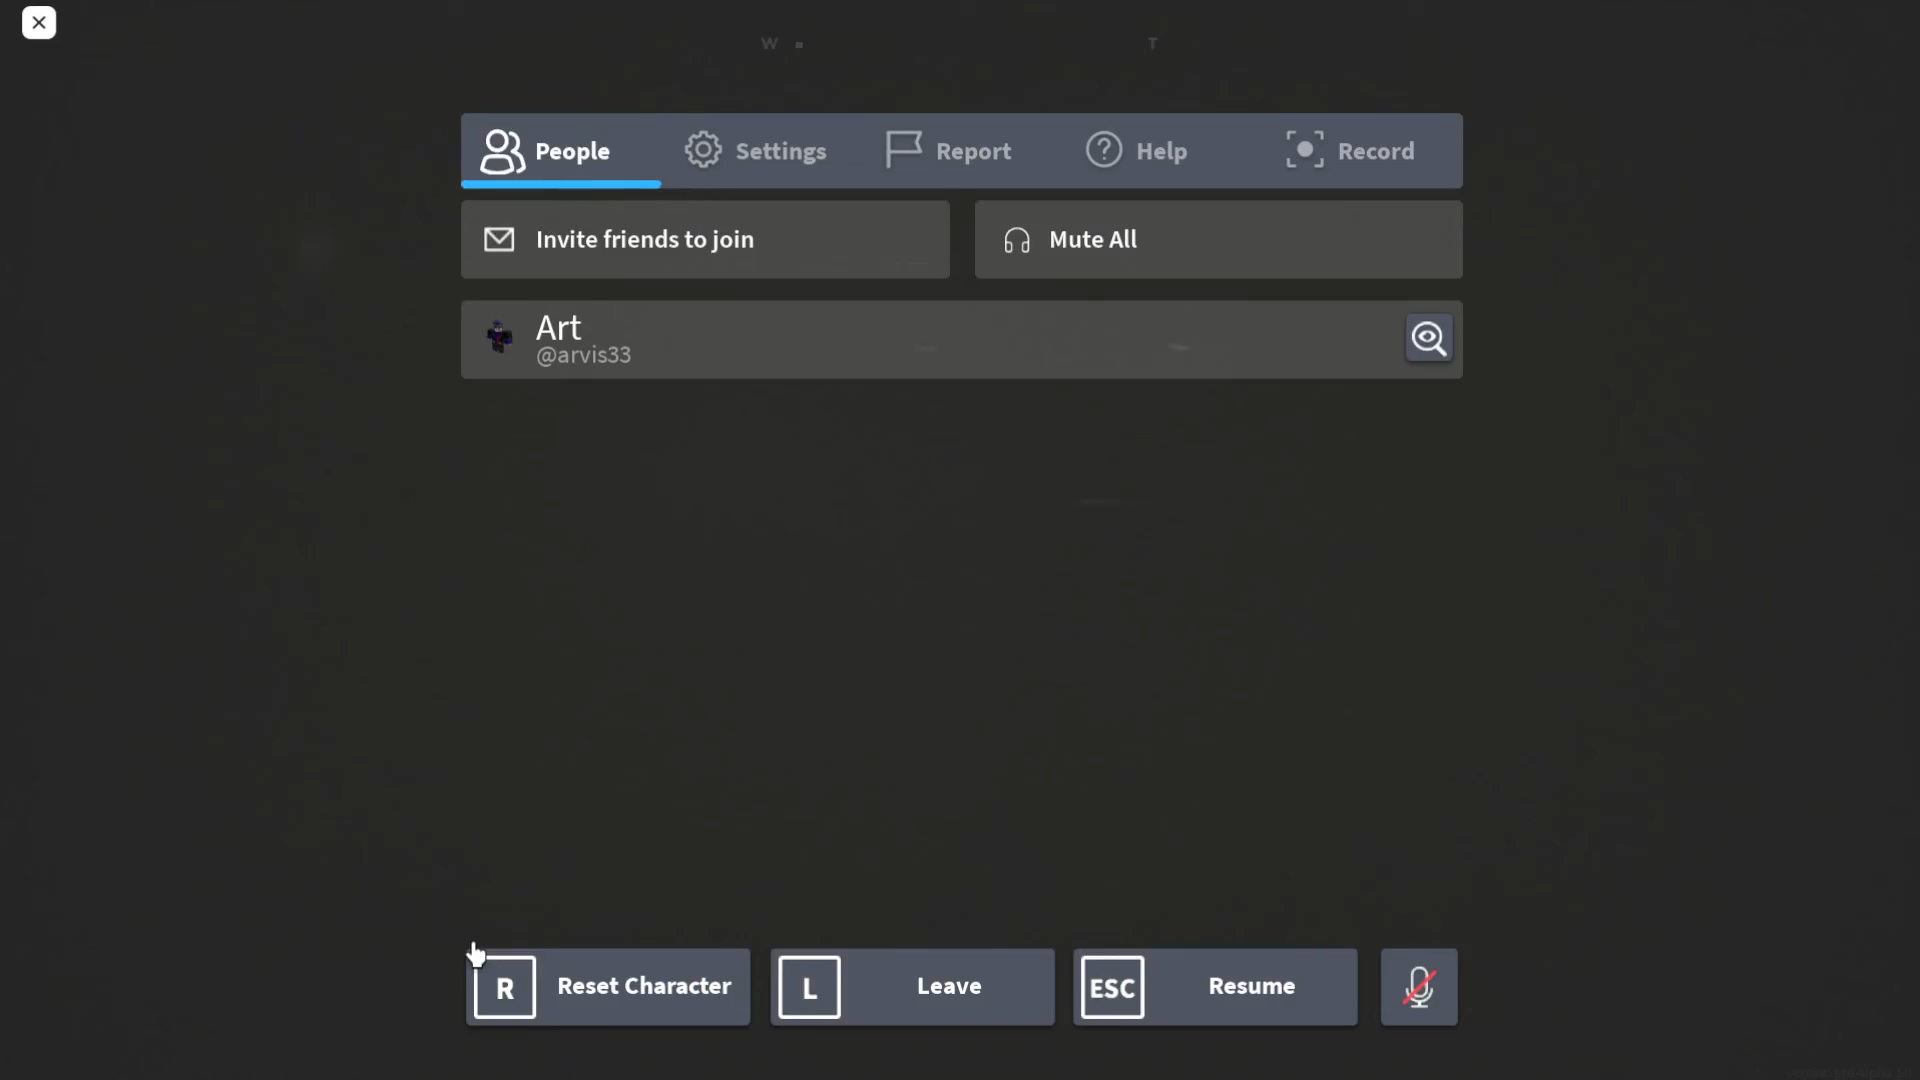 W T
People Settings Report Help Record
Invite friends to join Mute All
Art
@arvis33
R Reset Character L Leave ESC Resume